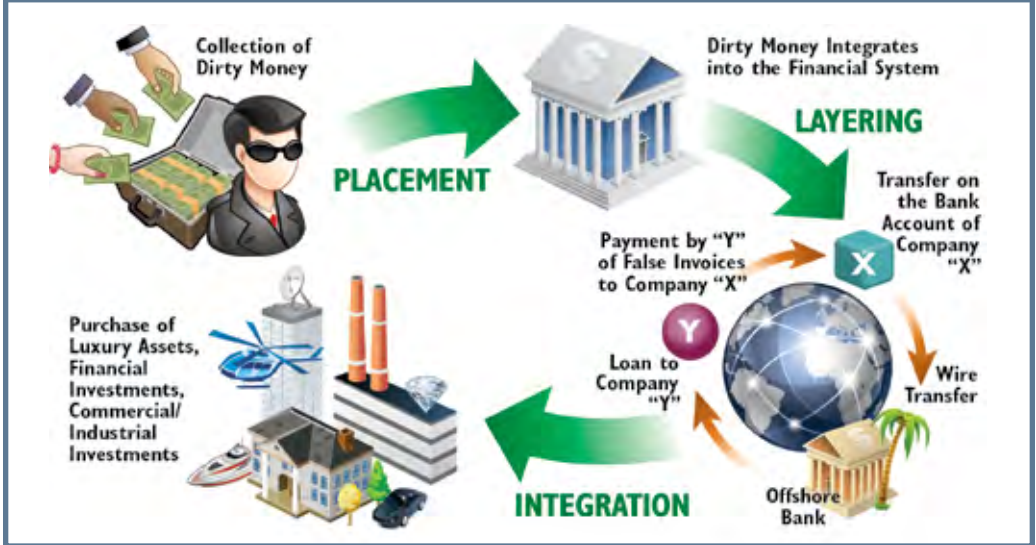 Collection of
Dirty Money
PLACEMENT
$
Dirty Money Integrates
into the Financial System
LAYERING
Transfer on
the Bank
Account of
Company
“X”
X
Payment by “Y”
of False Invoices
to Company “X”
Y
Loan to
Company
“Y”
Wire
Transfer
Offshore
Bank
INTEGRATION
Purchase of
Luxury Assets,
Financial
Investments,
Commercial/
Industrial
Investments